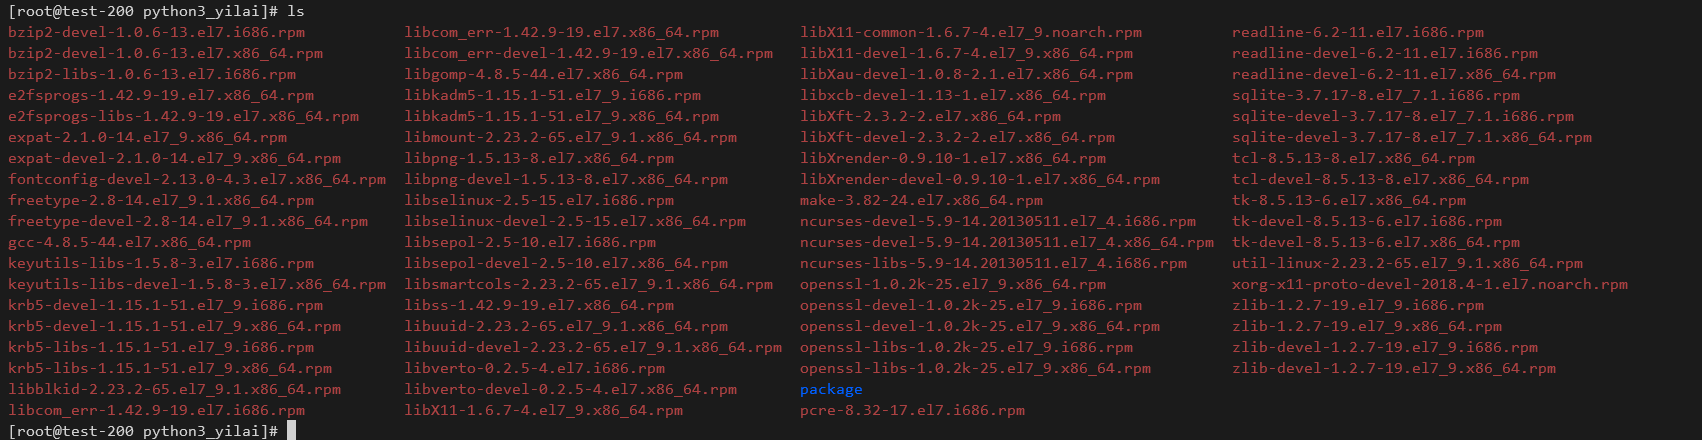 [root@test-200 python3_yilai]# ls
bzip2-devel-1.0.6-13.el7.i686.rpm libcom_err-1.42.9-19.el7.x86_64.rpm libX11-common-1.6.7-4.el7_9.noarch.rpm readline-6.2-11.el7.i686.rpm
bzip2-devel-1.0.6-13.el7.x86_64.rpm libcom_err-devel-1.42.9-19.el7.x86_64.rpm libX11-devel-1.6.7-4.el7_9.x86_64.rpm readline-devel-6.2-11.el7.i686.rpm
bzip2-libs-1.0.6-13.el7.i686.rpm libgomp-4.8.5-44.el7.x86_64.rpm libXau-devel-1.0.8-2.1.el7.x86_64.rpm readline-devel-6.2-11.el7.x86_64.rpm
e2fsprogs-1.42.9-19.el7.x86_64.rpm libkadm5-1.15.1-51.el7_9.i686.rpm libxcb-devel-1.13-1.el7.x86_64.rpm sqlite-3.7.17-8.el7_7.1.i686.rpm
e2fsprogs-libs-1.42.9-19.el7.x86_64.rpm libkadm5-1.15.1-51.el7_9.x86_64.rpm libXft-2.3.2-2.el7.x86_64.rpm sqlite-devel-3.7.17-8.el7_7.1.i686.rpm
expat-2.1.0-14.el7_9.x86_64.rpm libmount-2.23.2-65.el7_9.1.x86_64.rpm libXft-devel-2.3.2-2.el7.x86_64.rpm sqlite-devel-3.7.17-8.el7_7.1.x86_64.rpm
expat-devel-2.1.0-14.el7_9.x86_64.rpm libpng-1.5.13-8.el7.x86_64.rpm libXrender-0.9.10-1.el7.x86_64.rpm tcl-8.5.13-8.el7.x86_64.rpm
fontconfig-devel-2.13.0-4.3.el7.x86_64.rpm libpng-devel-1.5.13-8.el7.x86_64.rpm libXrender-devel-0.9.10-1.el7.x86_64.rpm tcl-devel-8.5.13-8.el7.x86_64.rpm
freetype-2.8-14.el7_9.1.x86_64.rpm libselinux-2.5-15.el7.i686.rpm make-3.82-24.el7.x86_64.rpm tk-8.5.13-6.el7.x86_64.rpm
freetype-devel-2.8-14.el7_9.1.x86_64.rpm libselinux-devel-2.5-15.el7.x86_64.rpm ncurses-devel-5.9-14.20130511.el7_4.i686.rpm tk-devel-8.5.13-6.el7.i686.rpm
gcc-4.8.5-44.el7.x86_64.rpm libsepol-2.5-10.el7.i686.rpm ncurses-devel-5.9-14.20130511.el7_4.x86_64.rpm tk-devel-8.5.13-6.el7.x86_64.rpm
keyutils-libs-1.5.8-3.el7.i686.rpm libsepol-devel-2.5-10.el7.x86_64.rpm ncurses-libs-5.9-14.20130511.el7_4.i686.rpm util-linux-2.23.2-65.el7_9.1.x86_64.rpm
keyutils-libs-devel-1.5.8-3.el7.x86_64.rpm libsmartcols-2.23.2-65.el7_9.1.x86_64.rpm openssl-1.0.2k-25.el7_9.x86_64.rpm xorg-x11-proto-devel-2018.4-1.el7.noarch.rpm
krb5-devel-1.15.1-51.el7_9.i686.rpm libss-1.42.9-19.el7.x86_64.rpm openssl-devel-1.0.2k-25.el7_9.i686.rpm zlib-1.2.7-19.el7_9.i686.rpm
krb5-devel-1.15.1-51.el7_9.x86_64.rpm libuuid-2.23.2-65.el7_9.1.x86_64.rpm openssl-devel-1.0.2k-25.el7_9.x86_64.rpm zlib-1.2.7-19.el7_9.x86_64.rpm
krb5-libs-1.15.1-51.el7_9.i686.rpm libuuid-devel-2.23.2-65.el7_9.1.x86_64.rpm openssl-libs-1.0.2k-25.el7_9.i686.rpm zlib-devel-1.2.7-19.el7_9.i686.rpm
krb5-libs-1.15.1-51.el7_9.x86_64.rpm libverto-0.2.5-4.el7.i686.rpm openssl-libs-1.0.2k-25.el7_9.x86_64.rpm zlib-devel-1.2.7-19.el7_9.x86_64.rpm
libblkid-2.23.2-65.el7_9.1.x86_64.rpm libverto-devel-0.2.5-4.el7.x86_64.rpm package
libcom_err-1.42.9-19.el7.i686.rpm libX11-1.6.7-4.el7_9.x86_64.rpm pcre-8.32-17.el7.i686.rpm
[root@test-200 python3_yilai]#